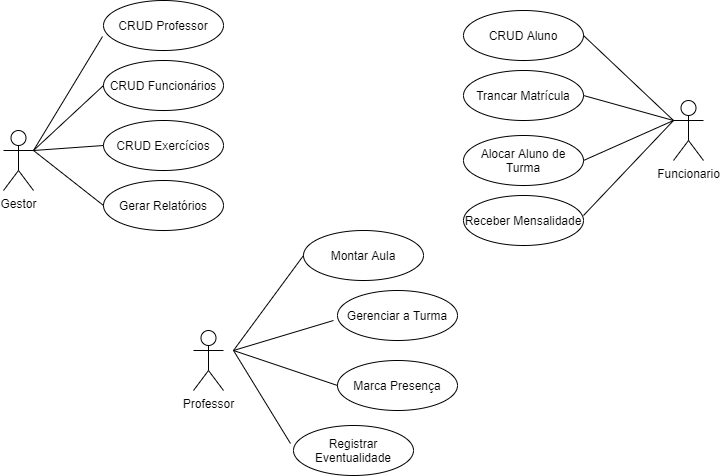 CRUD Professor
CRUD Funcionários
CRUD Exercícios
Gerar Relatórios
Gestor
CRUD Aluno
Trancar Matrícula
Alocar Aluno de
Turma
Receber Mensalidade
Funcionario
Montar Aula
Gerenciar a Turma
Marca Presença
Registrar
Eventualidade
Professor